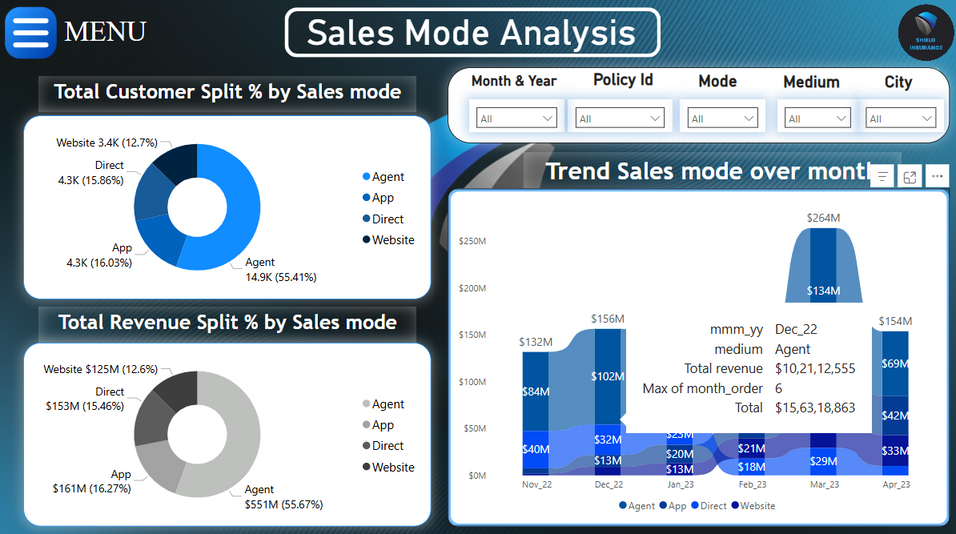 MENU
Sales Mode Analysis
SHIELD
INSURANCE
Month & Year
Policy Id
Mode
Medium
City
All
All
All
All
All
Total Customer Split % by Sales mode
Website 3.4K (12.7%)
Direct
4.3K (15.86%)
App
4.3K (16.03%)
Agent
14.9K (55.41%)
Agent
App
Direct
Website
Total Revenue Split % by Sales mode
Website $125M (12.6%)
Direct
$153M (15.46%)
App
$161M (16.27%)
Agent
$551M (55.67%)
Agent
App
Direct
Website
Trend Sales mode over month
$250M
$200M
$150M
$100M
$50M
$0M
$132M
$84M
$40M
$156M
$102M
$32M
$13M
$23M
$20M
$13M
$21M
$18M
$264M
$134M
$29M
$154M
$69M
$42M
$33M
mmm_yy Dec_22
medium Agent
Total revenue $10,21,12,555
Max of month_order 6
Total $15,63,18,863
Nov_22 Dec_22 Jan_23 Feb_23 Mar_23 Apr_23
Agent App Direct Website